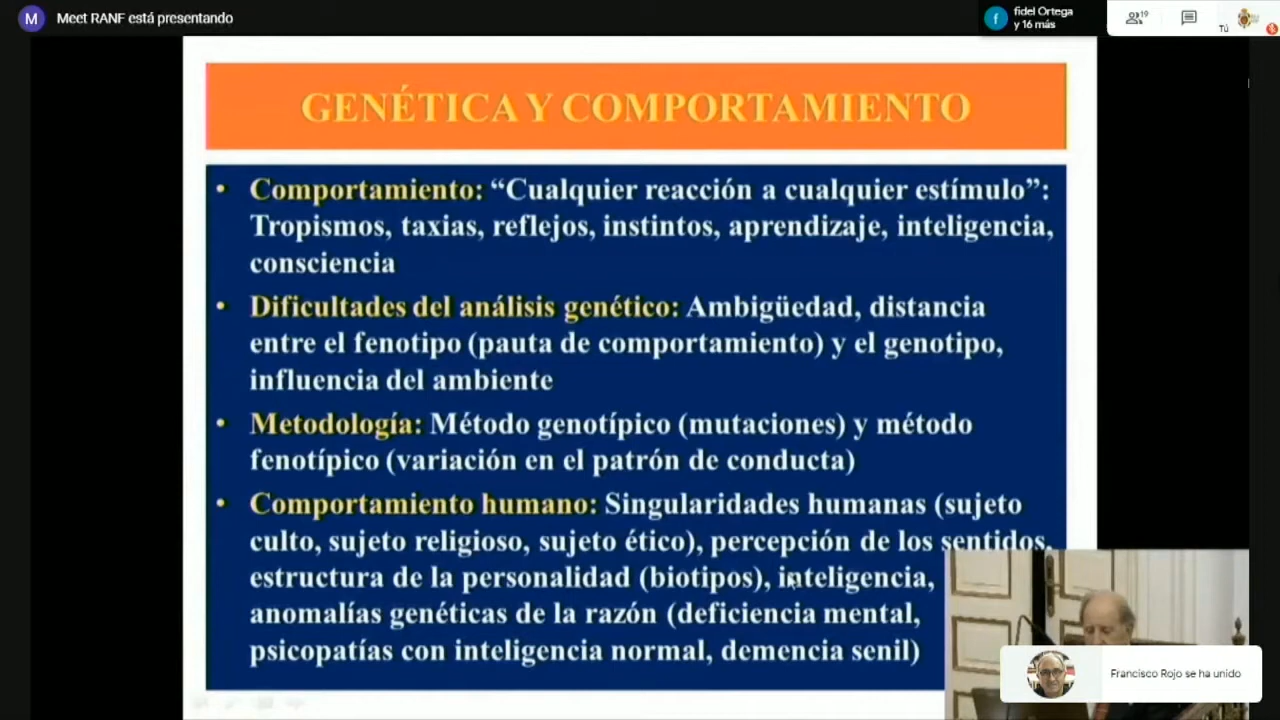 M Meet RANF está presentando
f fidel Ortega
y 16 más
19
Tú
GENÉTICA Y COMPORTAMIENTO
• Comportamiento: “Cualquier reacción a cualquier estímulo”:
Tropismos, taxias, reflejos, instintos, aprendizaje, inteligencia,
consciencia
• Dificultades del análisis genético: Ambigüedad, distancia
entre el fenotipo (pauta de comportamiento) y el genotipo,
influencia del ambiente
• Metodología: Método genotípico (mutaciones) y método
fenotípico (variación en el patrón de conducta)
• Comportamiento humano: Singularidades humanas (sujeto
culto, sujeto religioso, sujeto ético), percepción de los sentidos,
estructura de la personalidad (biotipos), inteligencia,
anomalías genéticas de la razón (deficiencia mental,
psicopatías con inteligencia normal, demencia senil)
Francisco Rojo se ha unido